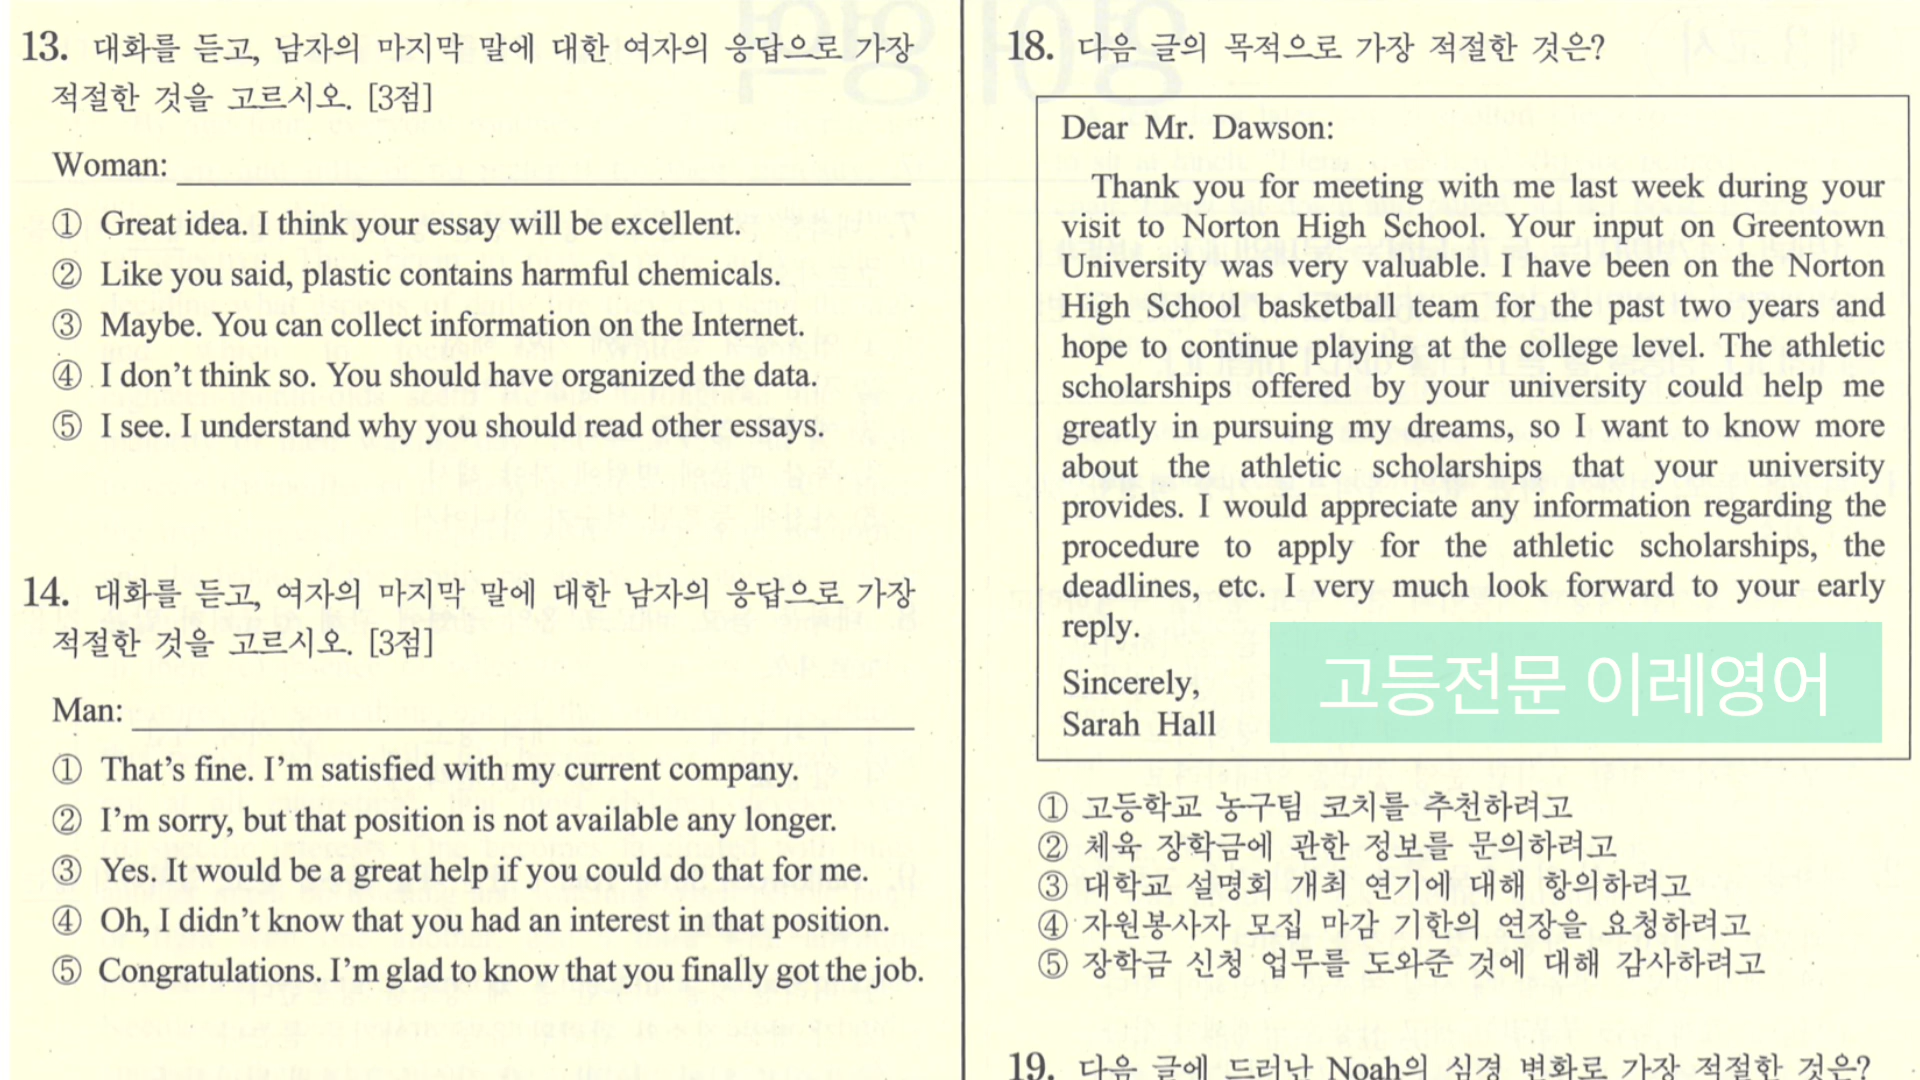 13. 대화를 듣고, 남자의 마지막 말에 대한 여자의 응답으로 가장
적절한 것을 고르시오. [3점]
Woman:
① Great idea. I think your essay will be excellent.
② Like you said, plastic contains harmful chemicals.
③ Maybe. You can collect information on the Internet.
④ I don't think so. You should have organized the data.
⑤ I see. I understand why you should read other essays.
14. 대화를 듣고, 여자의 마지막 말에 대한 남자의 응답으로 가장
적절한 것을 고르시오. [3점]
Man:
① That's fine. I'm satisfied with my current company.
② I'm sorry, but that position is not available any longer.
③ Yes. It would be a great help if you could do that for me.
④ Oh, I didn't know that you had an interest in that position.
⑤ Congratulations. I'm glad to know that you finally got the job.
18. 다음 글의 목적으로 가장 적절한 것은?
Dear Mr. Dawson:
Thank you for meeting with me last week during your
visit to Norton High School. Your input on Greentown
University was very valuable. I have been on the Norton
High School basketball team for the past two years and
hope to continue playing at the college level. The athletic
scholarships offered by your university could help me
greatly in pursuing my dreams, so I want to know more
about the athletic scholarships that your university
provides. I would appreciate any information regarding the
procedure to apply for the athletic scholarships, the
deadlines, etc. I very much look forward to your early
reply.
Sincerely,
Sarah Hall
고등전문 이레영어
① 고등학교 농구팀 코치를 추천하려고
② 체육 장학금에 관한 정보를 문의하려고
③ 대학교 설명회 개최 연기에 대해 항의하려고
④ 자원봉사자 모집 마감 기한의 연장을 요청하려고
⑤ 장학금 신청 업무를 도와준 것에 대해 감사하려고
19. 다음 글에 드러난 Noah의 심경 변화로 가장 적절한 것은?